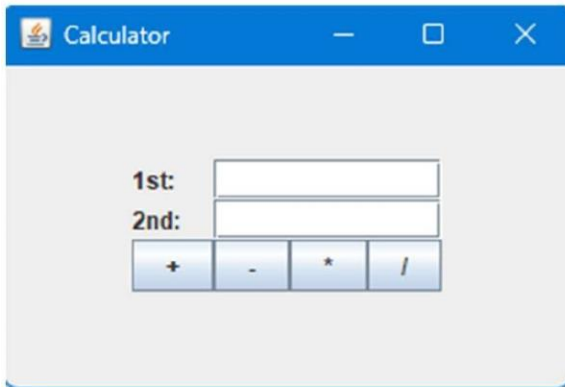 Calculator
1st:
2nd:
+ - * /